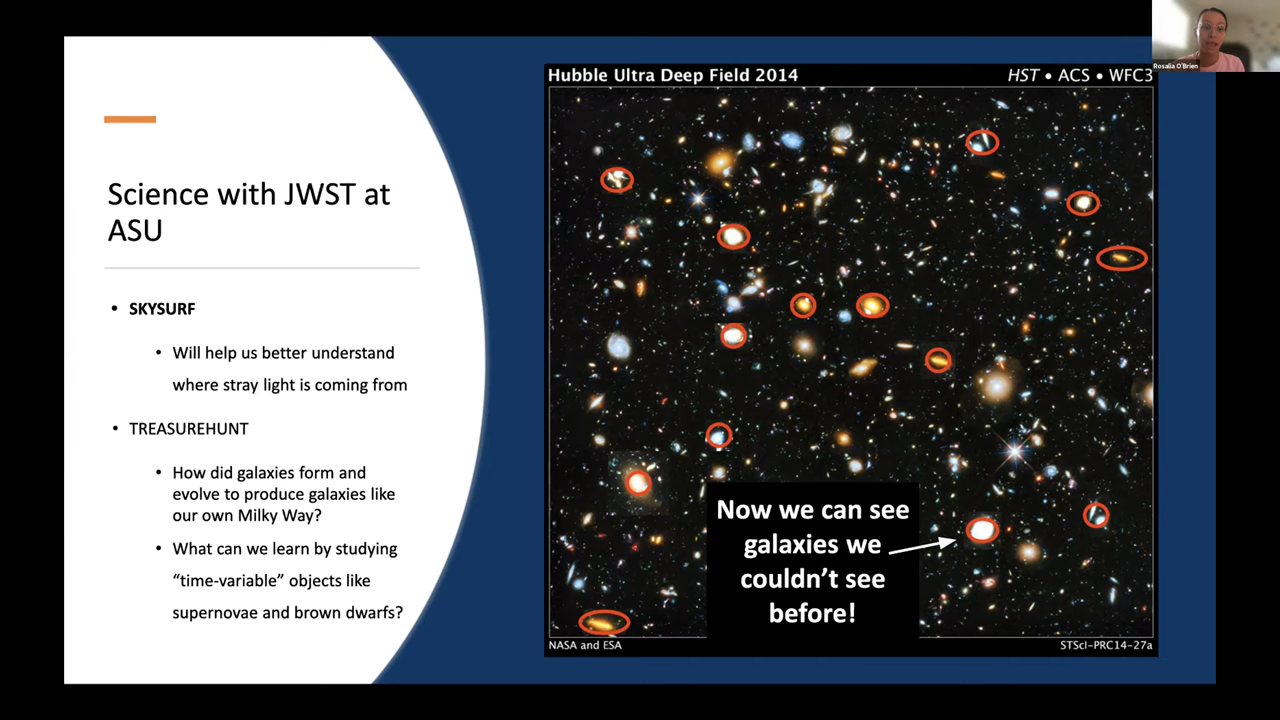 Rosalia O'Brien
Science with JWST at
ASU
• SKYSURF
• Will help us better understand
where stray light is coming from
• TREASUREHUNT
• How did galaxies form and
evolve to produce galaxies like
our own Milky Way?
• What can we learn by studying
“time-variable” objects like
supernovae and brown dwarfs?
Hubble Ultra Deep Field 2014
HST • ACS • WFC3
Now we can see
galaxies we
couldn’t see
before!
NASA and ESA
STScI-PRC14-27a